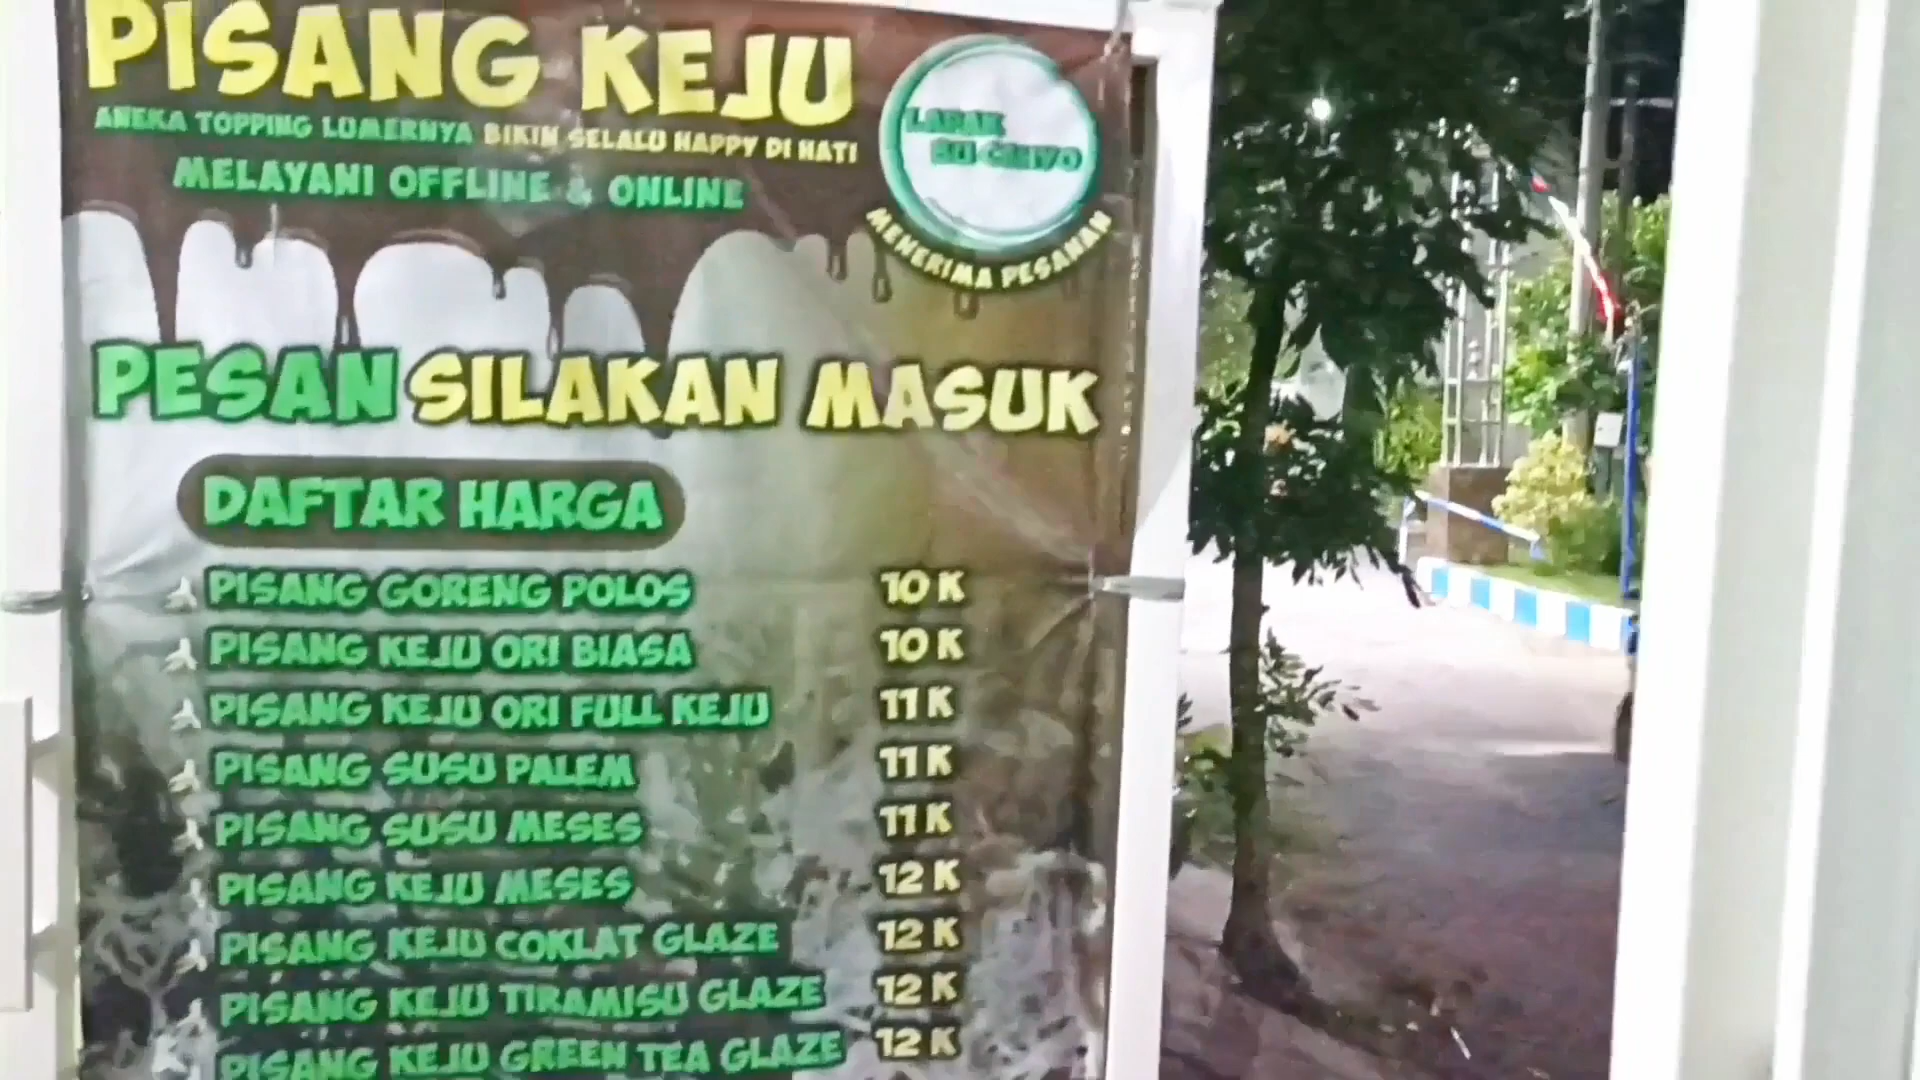 PISANG KEJU
ANEKA TOPPING LUMERNYA BIKIN SELALU HAPPY DI HATI
MELAYANI OFFLINE & ONLINE
LAPAK
MENERIMA PESANAN
PESAN SILAKAN MASUK
DAFTAR HARGA
PISANG GORENG POLOS 10 K
PISANG KEJU ORI BIASA 10 K
PISANG KEJU ORI FULL KEJU 11 K
PISANG SUSU PALEM 11 K
PISANG SUSU MESES 11 K
PISANG KEJU MESES 12 K
PISANG KEJU COKLAT GLAZE 12 K
PISANG KEJU TIRAMISU GLAZE 12 K
PISANG KEJU GREEN TEA GLAZE 12 K